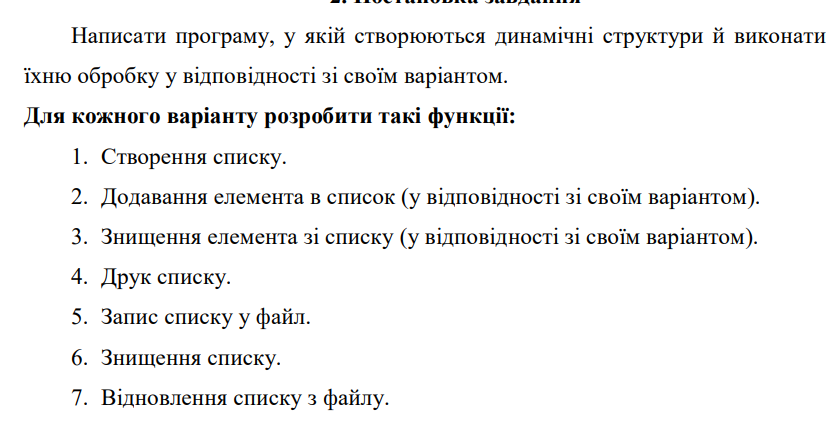 2. Постановка завдання
Написати програму, у якій створюються динамічні структури й виконати
їхню обробку у відповідності зі своїм варіантом.
Для кожного варіанту розробити такі функції:
1. Створення списку.
2. Додавання елемента в список (у відповідності зі своїм варіантом).
3. Знищення елемента зі списку (у відповідності зі своїм варіантом).
4. Друк списку.
5. Запис списку у файл.
6. Знищення списку.
7. Відновлення списку з файлу.